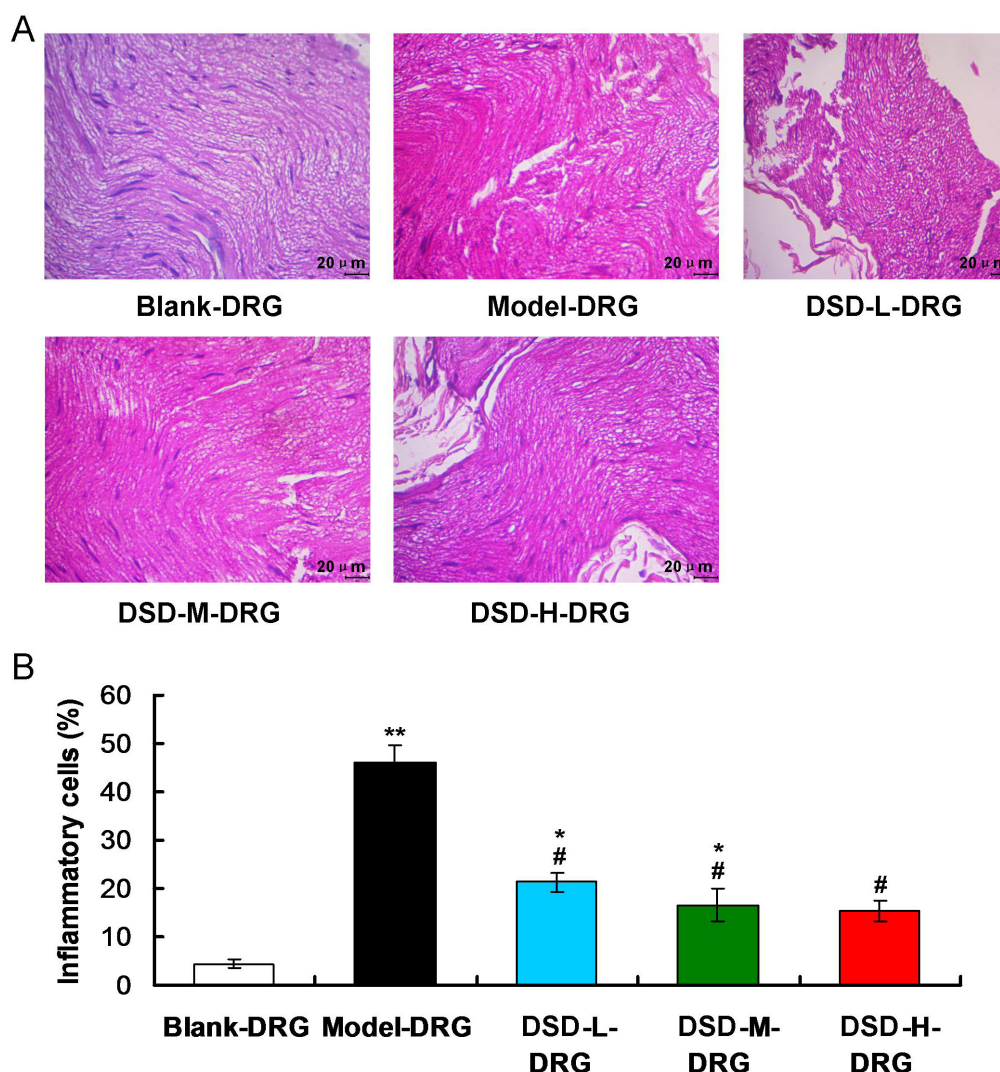 A
20 μm
20 μm
20 μm
Blank-DRG
Model-DRG
DSD-L-DRG
20 μm
20 μm
DSD-M-DRG
DSD-H-DRG
B
Inflammatory cells (%)
60
50
40
30
20
10
0
**
*
#
*
#
#
Blank-DRG
Model-DRG
DSD-L-
DRG
DSD-M-
DRG
DSD-H-
DRG